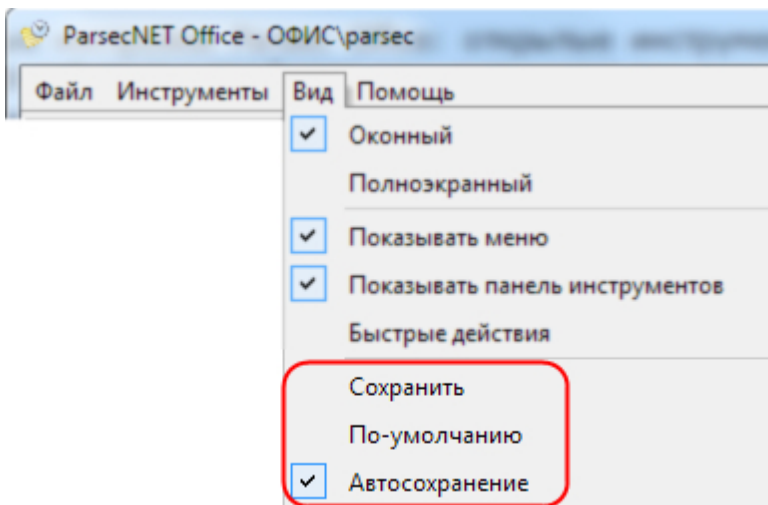 ParsecNET Office - ОФИС\parsec
Файл Инструменты Вид Помощь
Оконный
Полноэкранный
Показывать меню
Показывать панель инструментов
Быстрые действия
Сохранить
По-умолчанию
Автосохранение